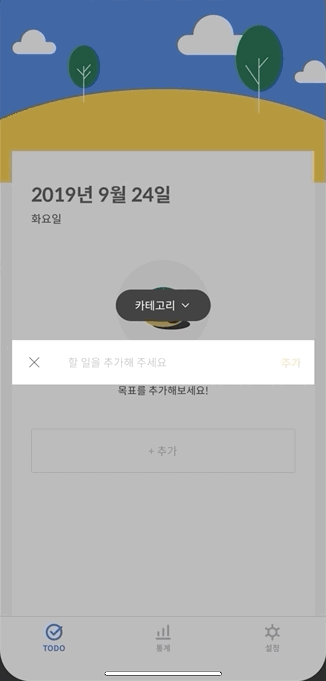 2019년 9월 24일
화요일
카테고리
할 일을 추가해 주세요
추가
목표를 추가해보세요!
+ 추가
TODO
통계
설정